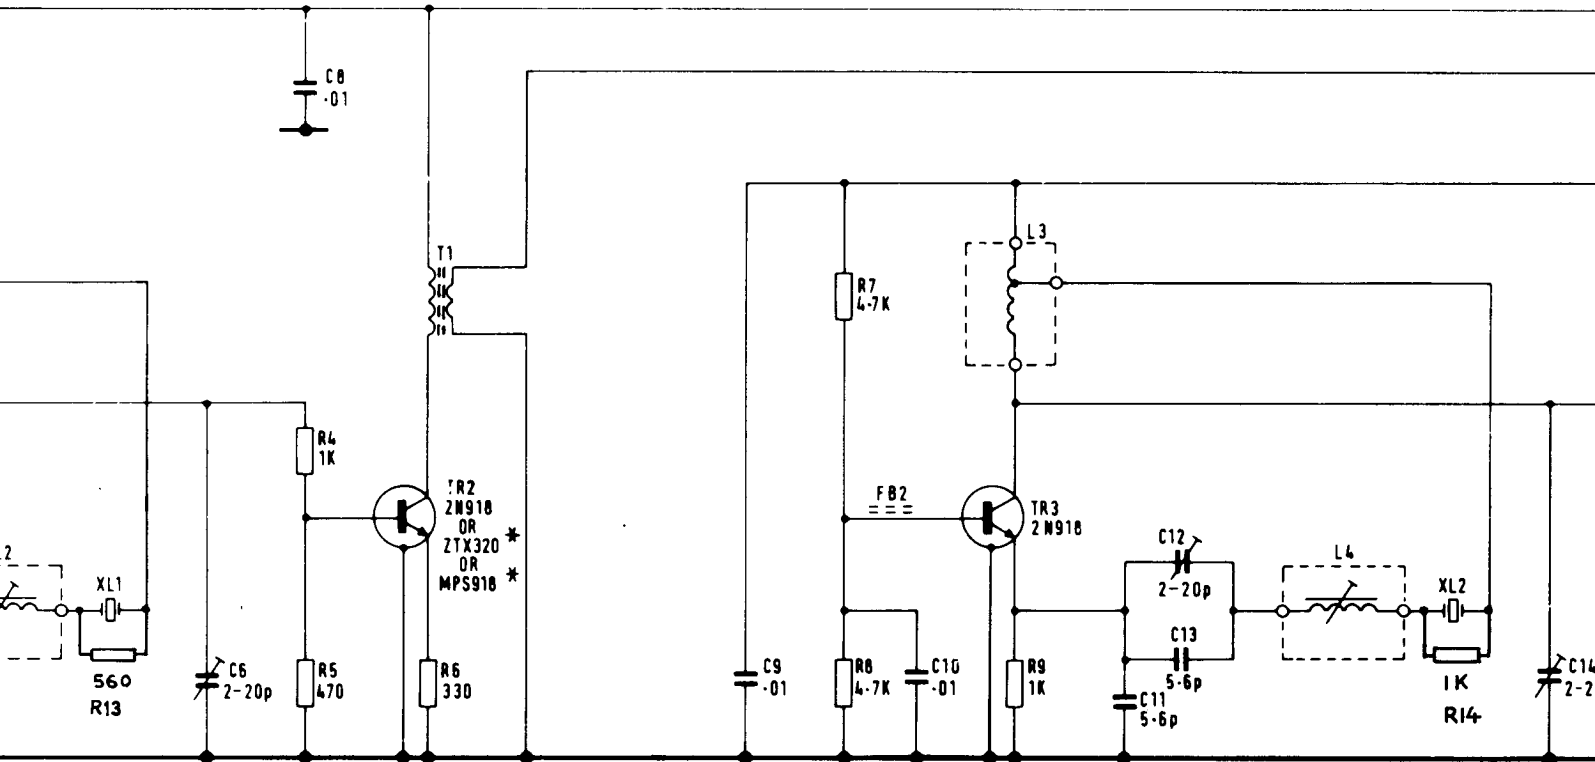 C8
·01
T1
L3
R7
4·7K
R4
1K
TR2
2N918
OR
ZTX320 *
OR
MPS918 *
FB2
TR3
2N918
XL1
560
R13
C6
2-20p
R5
470
R6
330
C9
·01
R8
4·7K
C10
·01
R9
1K
C12
2-20p
C13
5·6p
C11
5·6p
L4
XL2
1K
R14
C14